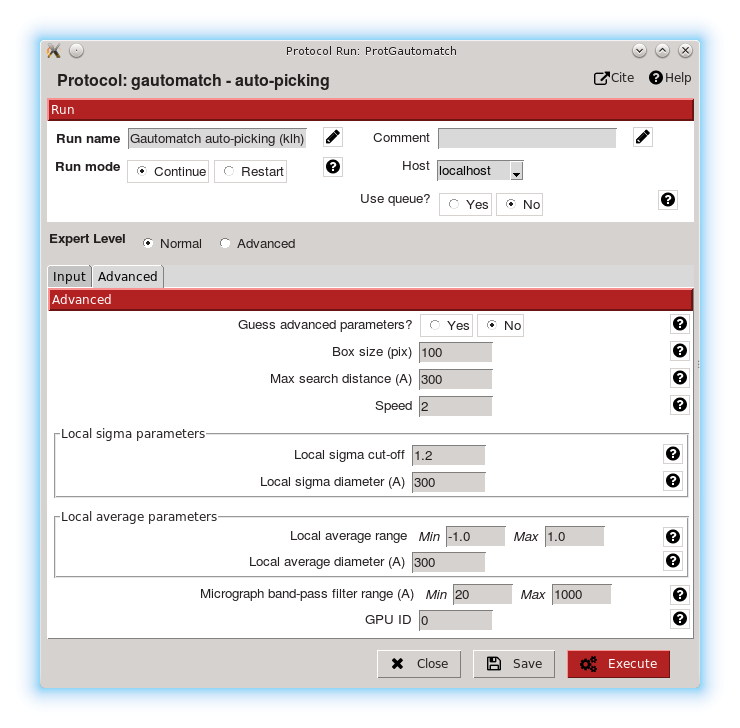 Protocol Run: ProtGautomatch
Protocol: gautomatch - auto-picking Cite Help
Run
Run name Gautomatch auto-picking (klh) Comment
Run mode Continue Restart Host localhost
Use queue? Yes No
Expert Level Normal Advanced
Input Advanced
Advanced
Guess advanced parameters? Yes No
Box size (pix) 100
Max search distance (A) 300
Speed 2
Local sigma parameters
Local sigma cut-off 1.2
Local sigma diameter (A) 300
Local average parameters
Local average range Min -1.0 Max 1.0
Local average diameter (A) 300
Micrograph band-pass filter range (A) Min 20 Max 1000
GPU ID 0
Close Save Execute